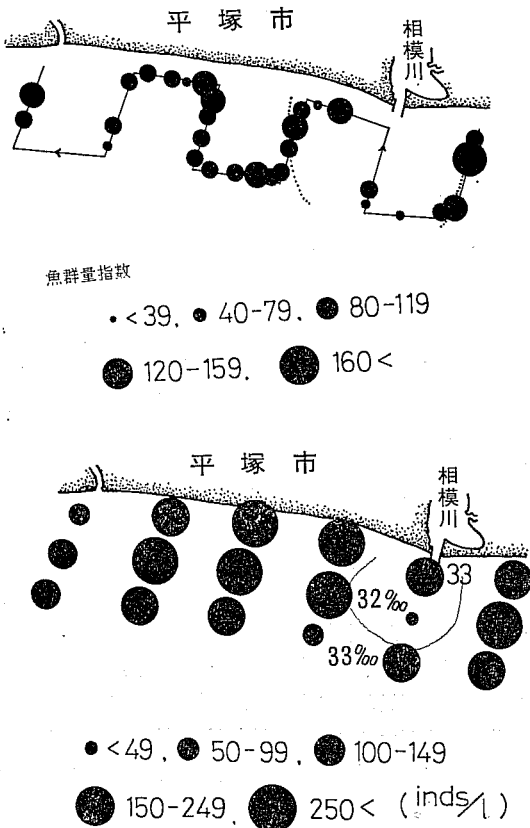 平塚市
相模川
魚群量指数
<39, 40-79, 80-119
120-159, 160<
平塚市
相模川
33
32‰
33‰
<49, 50-99, 100-149
150-249, 250< (inds/l)